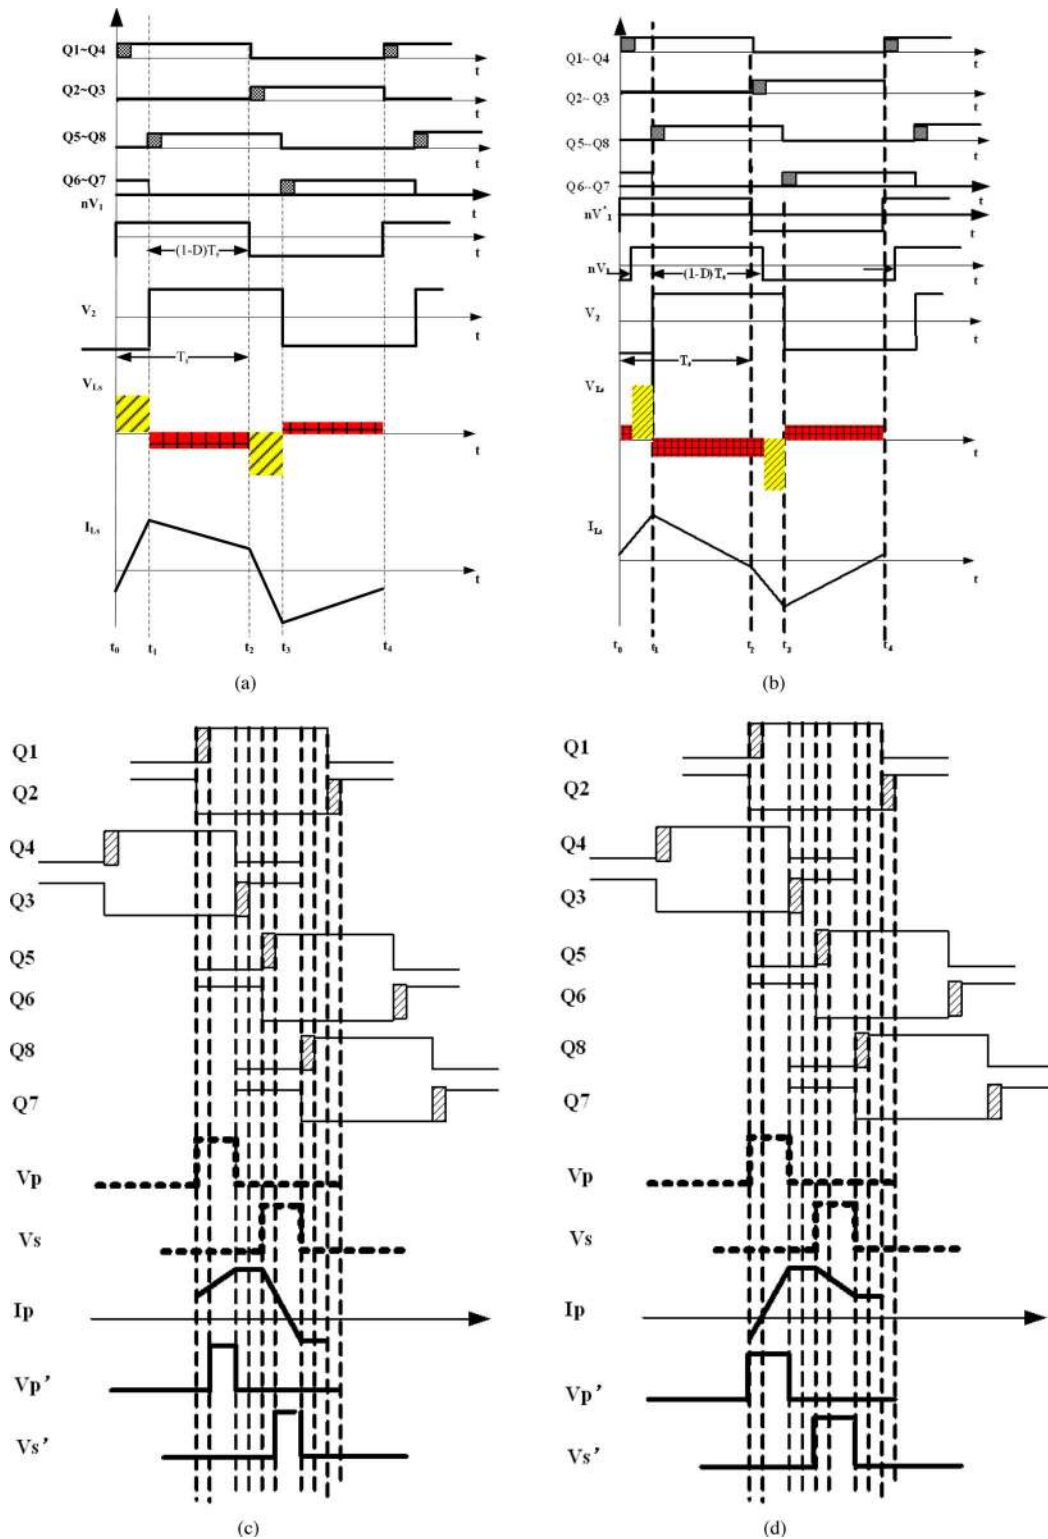 Q1~Q4
t
Q2~Q3
t
Q5~Q8
t
Q6~Q7
t
nV1
(1-D)Ts
t
V2
t
Ts
VLs
t
ILs
t
t0 t1 t2 t3 t4
(a)
Q1~Q4
t
Q2~Q3
t
Q5~Q8
t
Q6~Q7
t
nV*1
t
nV1
(1-D)Ts
t
V2
t
Ts
VLs
t
ILs
t
t0 t1 t2 t3 t4
(b)
Q1
Q2
Q4
Q3
Q5
Q6
Q8
Q7
Vp
Vs
Ip
Vp'
Vs'
(c)
Q1
Q2
Q4
Q3
Q5
Q6
Q8
Q7
Vp
Vs
Ip
Vp'
Vs'
(d)